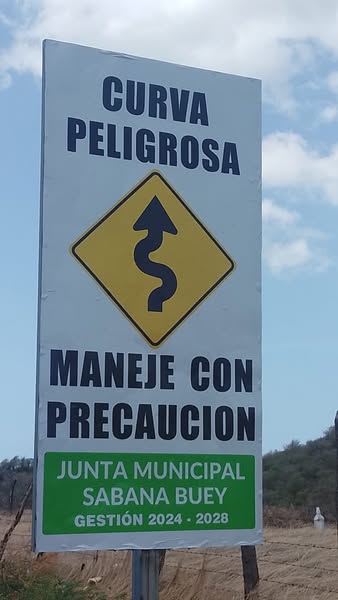 CURVA
PELIGROSA
MANEJE CON
PRECAUCION
JUNTA MUNICIPAL
SABANA BUEY
GESTIÓN 2024 - 2028